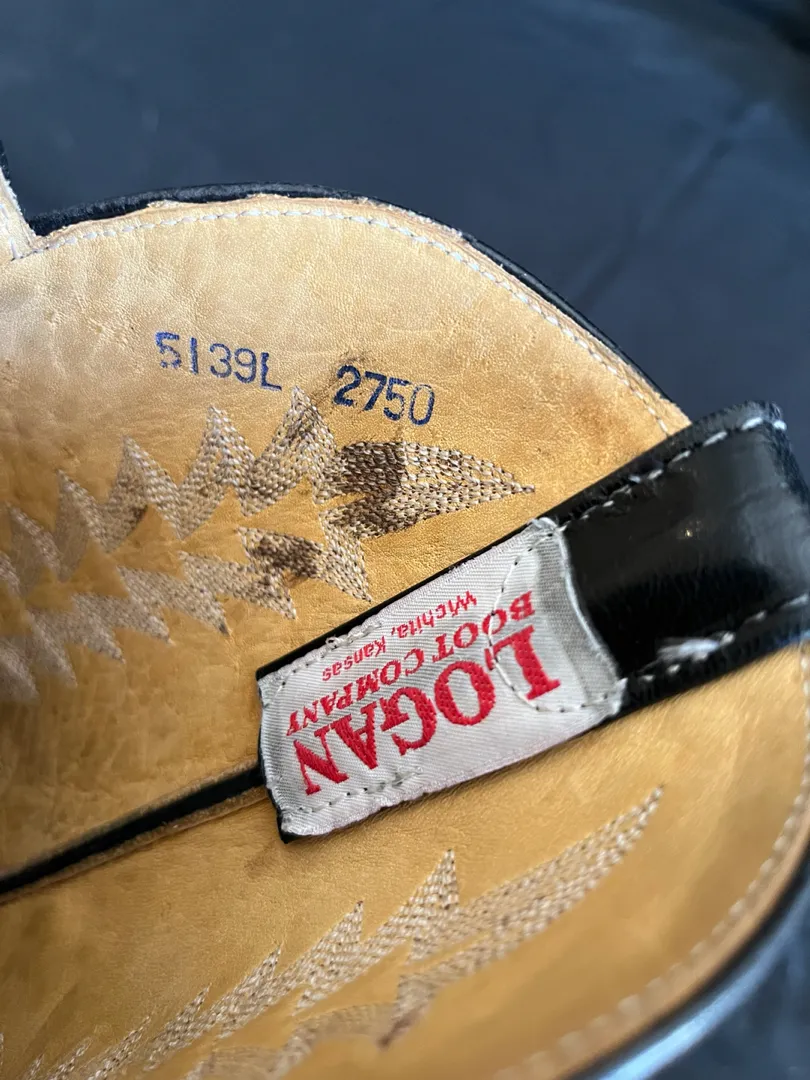 5139L 2750
LOGAN
BOOT COMPANY
Wichita, Kansas